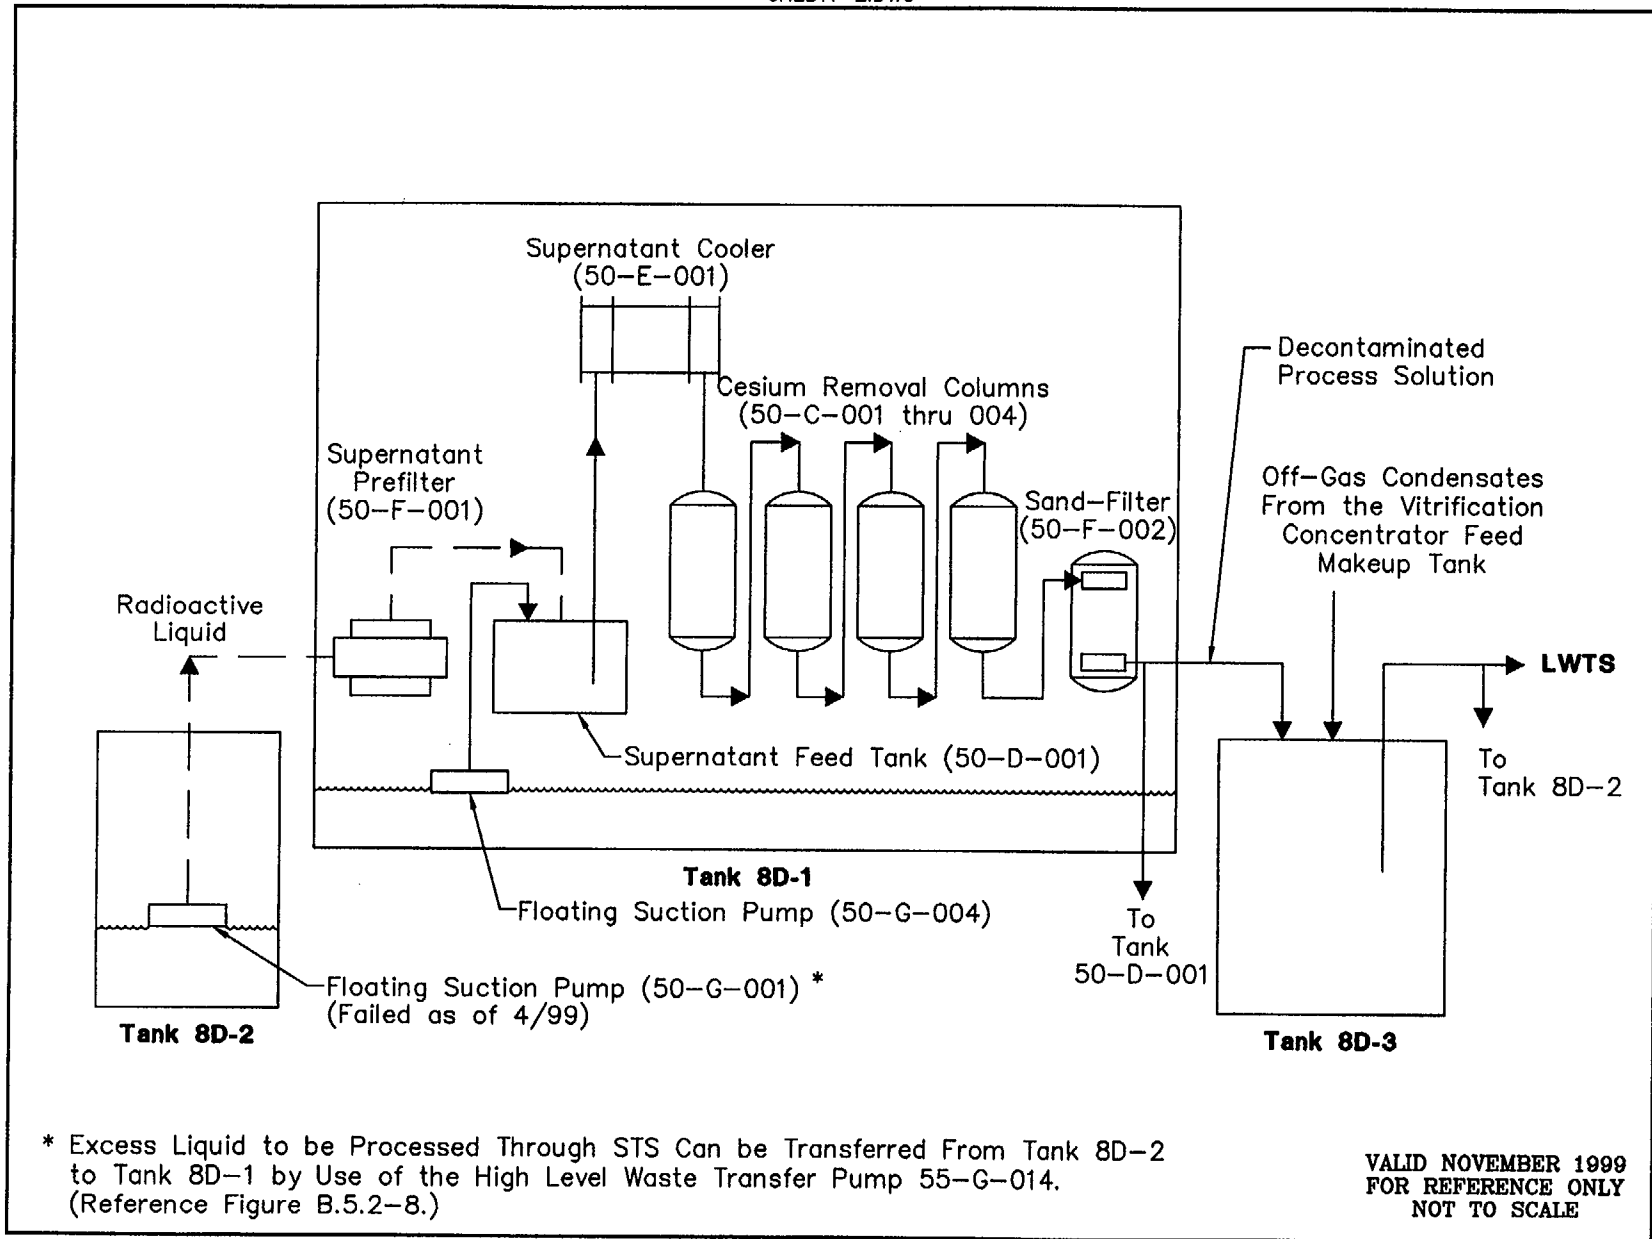 Supernatant Cooler
(50-E-001)
Cesium Removal Columns
(50-C-001 thru 004)
Decontaminated
Process Solution
Supernatant
Prefilter
(50-F-001)
Sand-Filter
(50-F-002)
Off-Gas Condensates
From the Vitrification
Concentrator Feed
Makeup Tank
Radioactive
Liquid
LWTS
Supernatant Feed Tank (50-D-001)
To
Tank 8D-2
Tank 8D-1
Floating Suction Pump (50-G-004)
To
Tank
50-D-001
Floating Suction Pump (50-G-001) *
(Failed as of 4/99)
Tank 8D-2
Tank 8D-3
* Excess Liquid to be Processed Through STS Can be Transferred From Tank 8D-2
to Tank 8D-1 by Use of the High Level Waste Transfer Pump 55-G-014.
(Reference Figure B.5.2-8.)
VALID NOVEMBER 1999
FOR REFERENCE ONLY
NOT TO SCALE